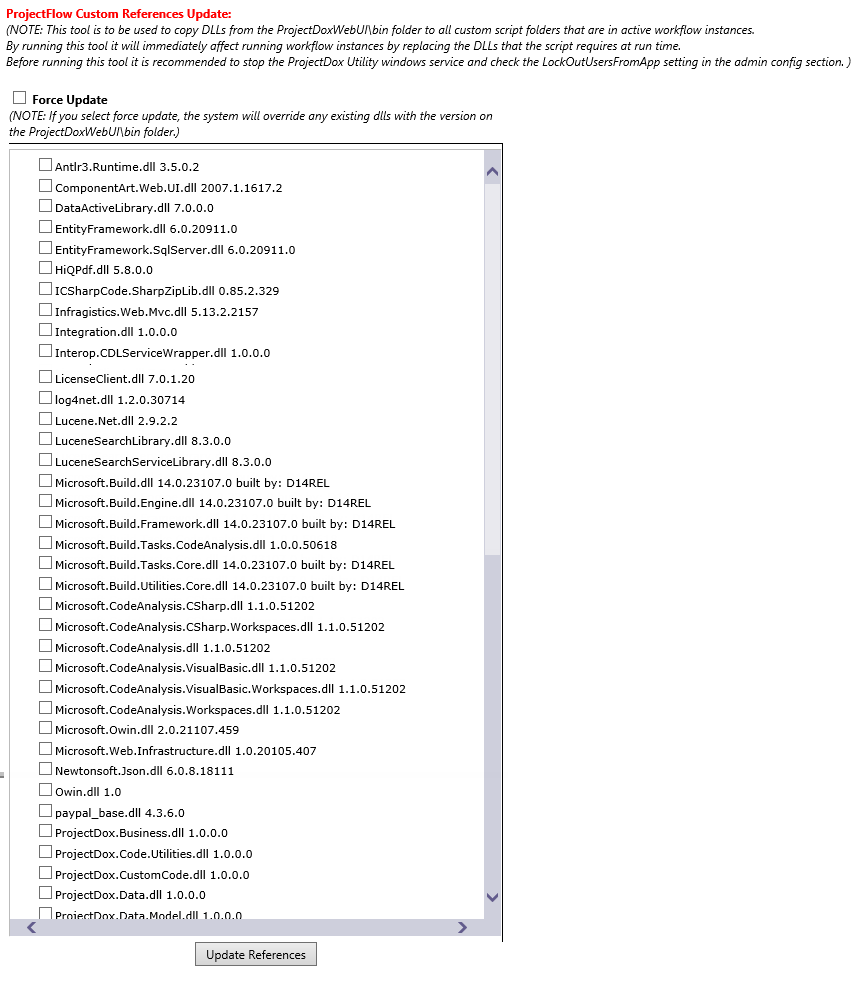 ProjectFlow Custom References Update:
(NOTE: This tool is to be used to copy DLLs from the ProjectDoxWebUI\bin folder to all custom script folders that are in active workflow instances.
By running this tool it will immediately affect running workflow instances by replacing the DLLs that the script requires at run time.
Before running this tool it is recommended to stop the ProjectDox Utility windows service and check the LockOutUsersFromApp setting in the admin config section. )
Force Update
(NOTE: If you select force update, the system will override any existing dlls with the version on
the ProjectDoxWebUI\bin folder.)
Antlr3.Runtime.dll 3.5.0.2
ComponentArt.Web.UI.dll 2007.1.1617.2
DataActiveLibrary.dll 7.0.0.0
EntityFramework.dll 6.0.20911.0
EntityFramework.SqlServer.dll 6.0.20911.0
HiQPdf.dll 5.8.0.0
ICSharpCode.SharpZipLib.dll 0.85.2.329
Infragistics.Web.Mvc.dll 5.13.2.2157
Integration.dll 1.0.0.0
Interop.CDLServiceWrapper.dll 1.0.0.0
LicenseClient.dll 7.0.1.20
log4net.dll 1.2.0.30714
Lucene.Net.dll 2.9.2.2
LuceneSearchLibrary.dll 8.3.0.0
LuceneSearchServiceLibrary.dll 8.3.0.0
Microsoft.Build.dll 14.0.23107.0 built by: D14REL
Microsoft.Build.Engine.dll 14.0.23107.0 built by: D14REL
Microsoft.Build.Framework.dll 14.0.23107.0 built by: D14REL
Microsoft.Build.Tasks.CodeAnalysis.dll 1.0.0.50618
Microsoft.Build.Tasks.Core.dll 14.0.23107.0 built by: D14REL
Microsoft.Build.Utilities.Core.dll 14.0.23107.0 built by: D14REL
Microsoft.CodeAnalysis.CSharp.dll 1.1.0.51202
Microsoft.CodeAnalysis.CSharp.Workspaces.dll 1.1.0.51202
Microsoft.CodeAnalysis.dll 1.1.0.51202
Microsoft.CodeAnalysis.VisualBasic.dll 1.1.0.51202
Microsoft.CodeAnalysis.VisualBasic.Workspaces.dll 1.1.0.51202
Microsoft.CodeAnalysis.Workspaces.dll 1.1.0.51202
Microsoft.Owin.dll 2.0.21107.459
Microsoft.Web.Infrastructure.dll 1.0.20105.407
Newtonsoft.Json.dll 6.0.8.18111
Owin.dll 1.0
paypal_base.dll 4.3.6.0
ProjectDox.Business.dll 1.0.0.0
ProjectDox.Code.Utilities.dll 1.0.0.0
ProjectDox.CustomCode.dll 1.0.0.0
ProjectDox.Data.dll 1.0.0.0
ProjectDox.Data.Model.dll 1.0.0.0
Update References